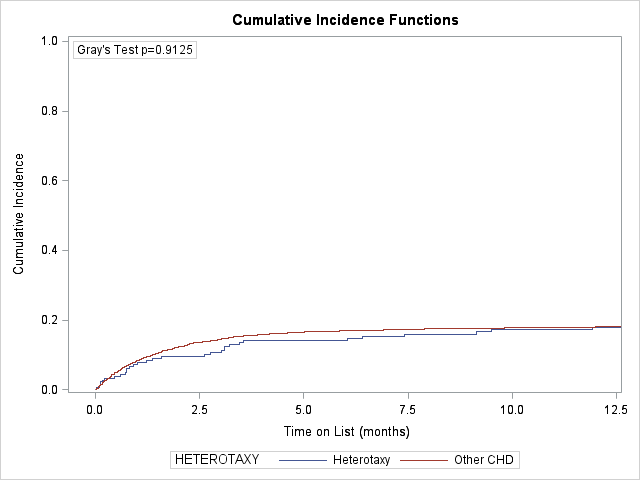 Cumulative Incidence Functions
Gray's Test p=0.9125
Cumulative Incidence
1.0
0.8
0.6
0.4
0.2
0.0
0.0 2.5 5.0 7.5 10.0 12.5
Time on List (months)
HETEROTAXY Heterotaxy Other CHD